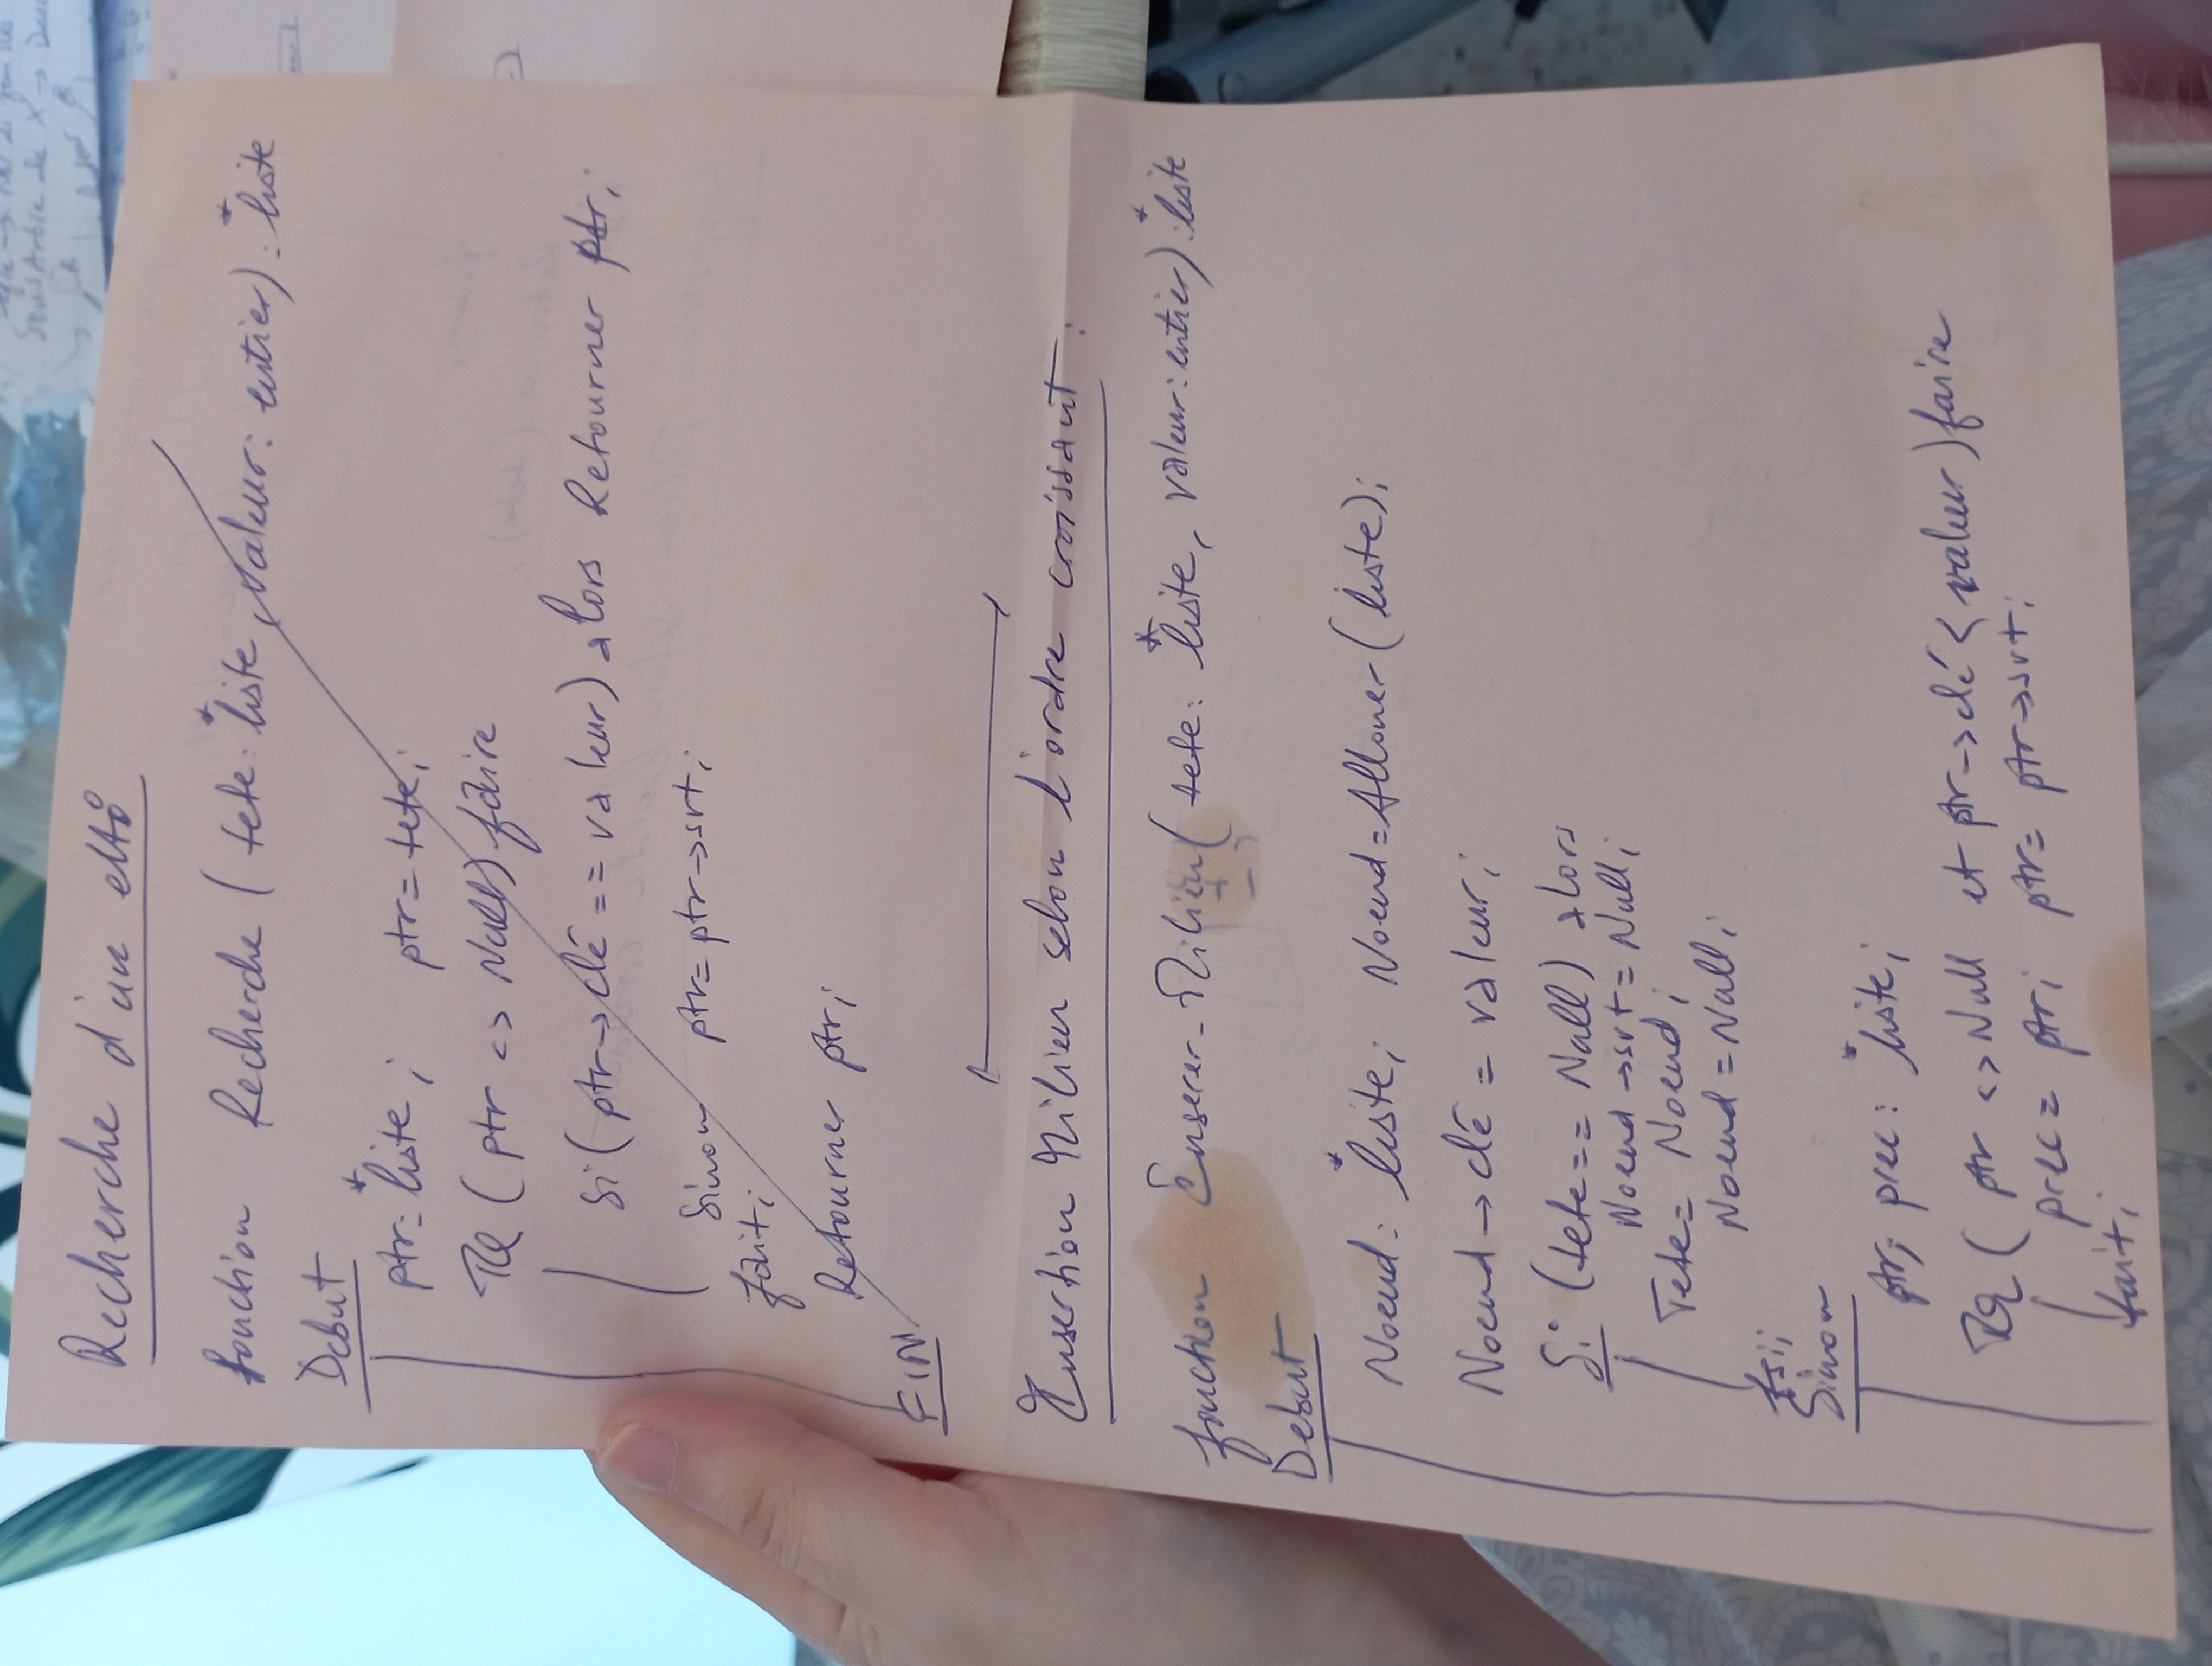 Recherche d'un elt
fonction Recherche ( tete: *liste, valeur: entier) : *liste
Debut
ptr: *liste ; ptr = tete ;
TQ ( ptr <> Null) faire
Si ( ptr → clé == valeur) alors Retourner ptr ;
Sinon ptr = ptr → svt ;
fait ;
Retourner ptr ;
FIN
Insertion Milieu selon l'ordre croissant :
fonction Inserer_Milieu ( tete: *liste, valeur: entier) : *liste
Debut
Noeud: *liste ; Noeud = Allouer ( liste) ;
Noeud → clé = valeur ;
Si (tete == Null) alors
Noeud → svt = Null ;
Tete = Noeud ;
Noeud = Null ;
fsi ;
Sinon
ptr, prec : *liste ;
TQ ( ptr <> Null et ptr → clé < valeur) faire
prec = ptr ; ptr = ptr → svt ;
fait ;
Sous Arbre de X →